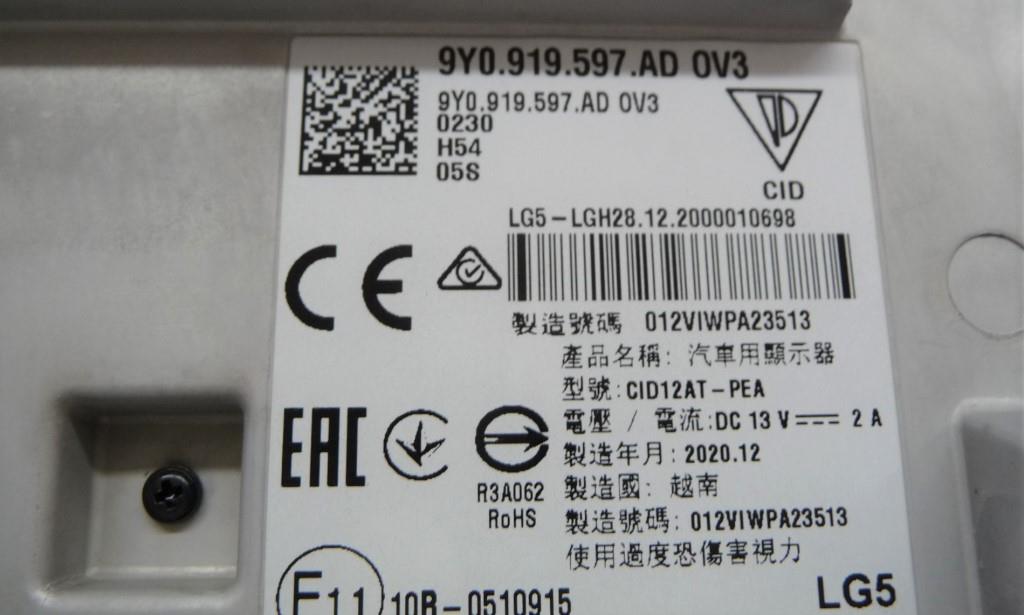 9Y0.919.597.AD 0V3
9Y0.919.597.AD 0V3
0230
H54
05S
CID
LG5-LGH28.12.2000010698
CE
製造號碼 012VIWPA23513
產品名稱: 汽車用顯示器
型號:CID12AT-PEA
電壓 / 電流:DC 13 V 2 A
EAC
製造年月:2020.12
R3A062
RoHS
製造國: 越南
製造號碼: 012VIWPA23513
使用過度恐傷害視力
E11
10R-0510915
LG5